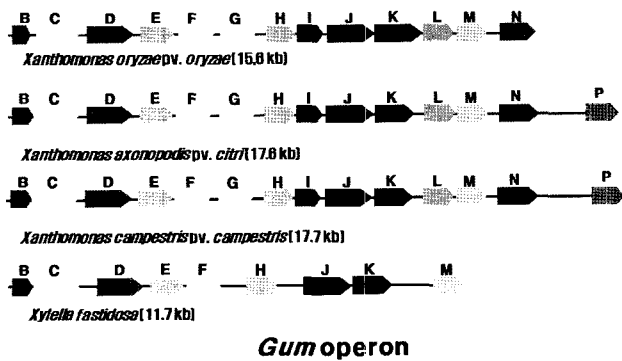 B C D E F G H I J K L M N
Xanthomonas oryzae pv. oryzae (15.6 kb)
B C D E F G H I J K L M N P
Xanthomonas axonopodis pv. citri (17.6 kb)
B C D E F G H I J K L M N P
Xanthomonas campestris pv. campestris (17.7 kb)
B C D E F H J K M
Xylella fastidosa (11.7 kb)
Gum operon